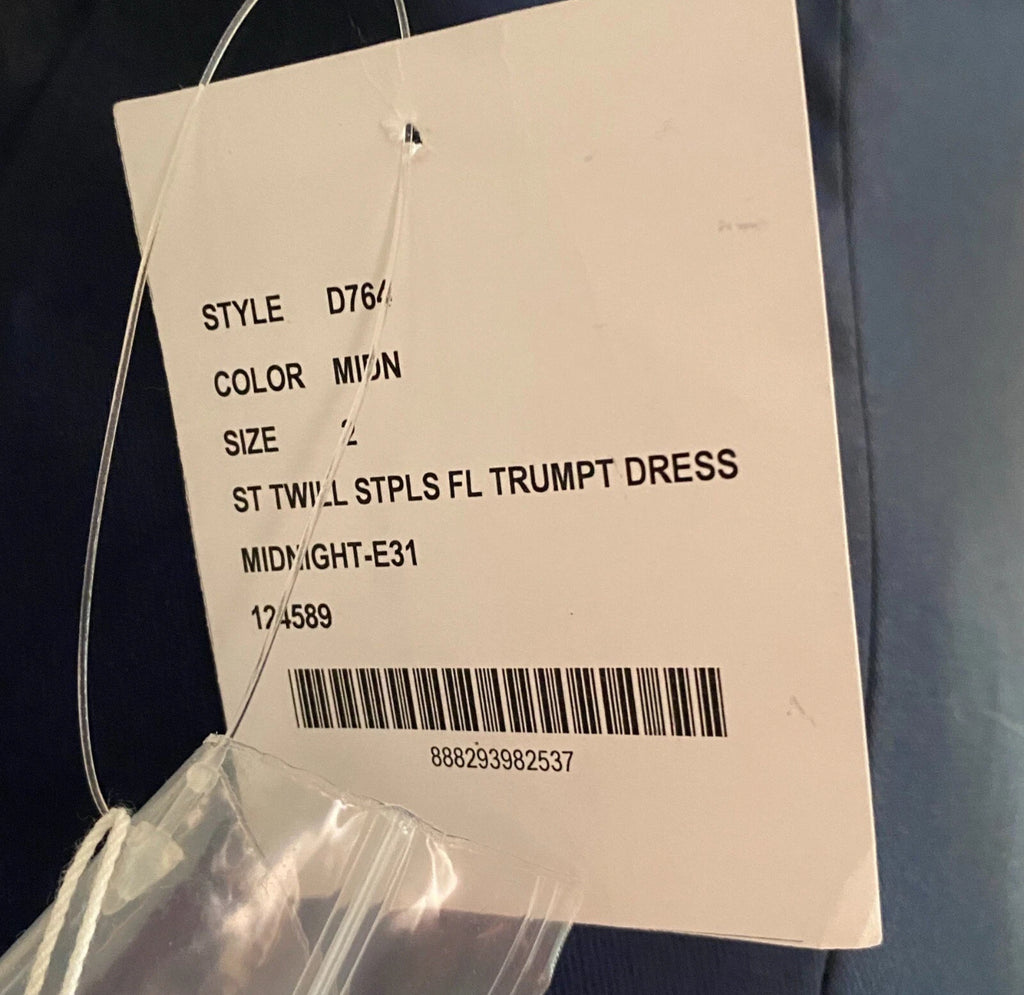 STYLE D764
COLOR MIDN
SIZE 2
ST TWILL STPLS FL TRUMPT DRESS
MIDNIGHT-E31
124589
888293982537